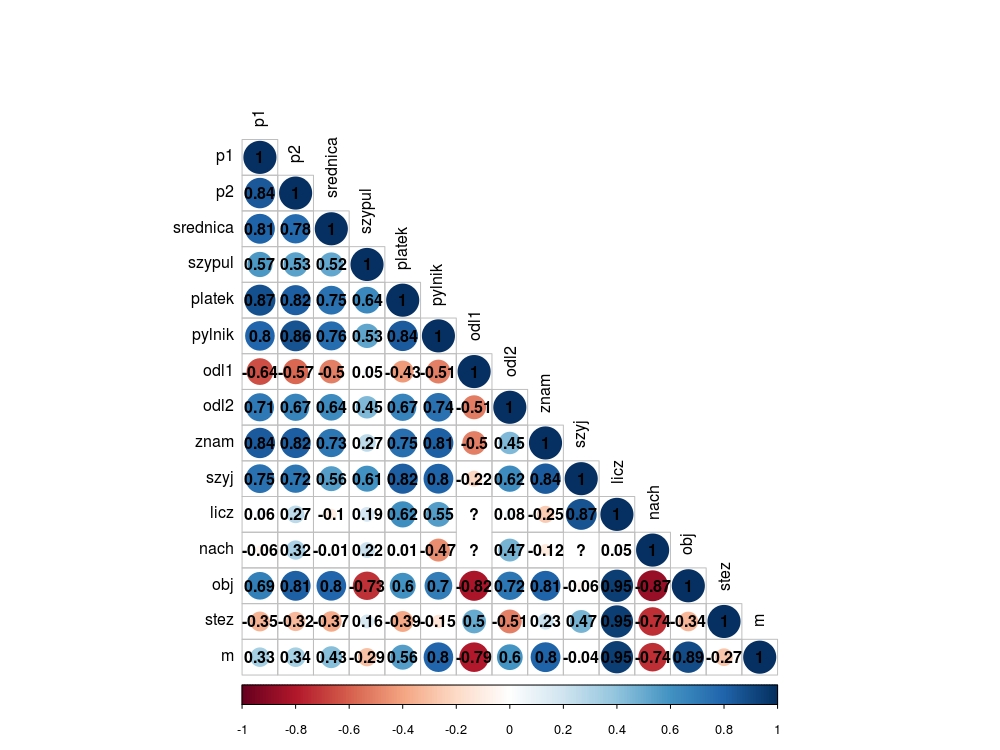 p1
p1 1 p2
p2 0.84 1 srednica
srednica 0.81 0.78 1 szypul
szypul 0.57 0.53 0.52 1 platek
platek 0.87 0.82 0.75 0.64 1 pylnik
pylnik 0.8 0.86 0.76 0.53 0.84 1 odl1
odl1 -0.64 -0.57 -0.5 0.05 -0.43 -0.51 1 odl2
odl2 0.71 0.67 0.64 0.45 0.67 0.74 -0.51 1 znam
znam 0.84 0.82 0.73 0.27 0.75 0.81 -0.5 0.45 1 szyj
szyj 0.75 0.72 0.56 0.61 0.82 0.8 -0.22 0.62 0.84 1 licz
licz 0.06 0.27 -0.1 0.19 0.62 0.55 ? 0.08 -0.25 0.87 1 nach
nach -0.06 0.32 -0.01 0.22 0.01 -0.47 ? 0.47 -0.12 ? 0.05 1 obj
obj 0.69 0.81 0.8 -0.73 0.6 0.7 -0.82 0.72 0.81 -0.06 0.95 -0.87 1 stez
stez -0.35 -0.32 -0.37 0.16 -0.39 -0.15 0.5 -0.51 0.23 0.47 0.95 -0.74 -0.34 1 m
m 0.33 0.34 0.43 -0.29 0.56 0.8 -0.79 0.6 0.8 -0.04 0.95 -0.74 0.89 -0.27 1
-1 -0.8 -0.6 -0.4 -0.2 0 0.2 0.4 0.6 0.8 1